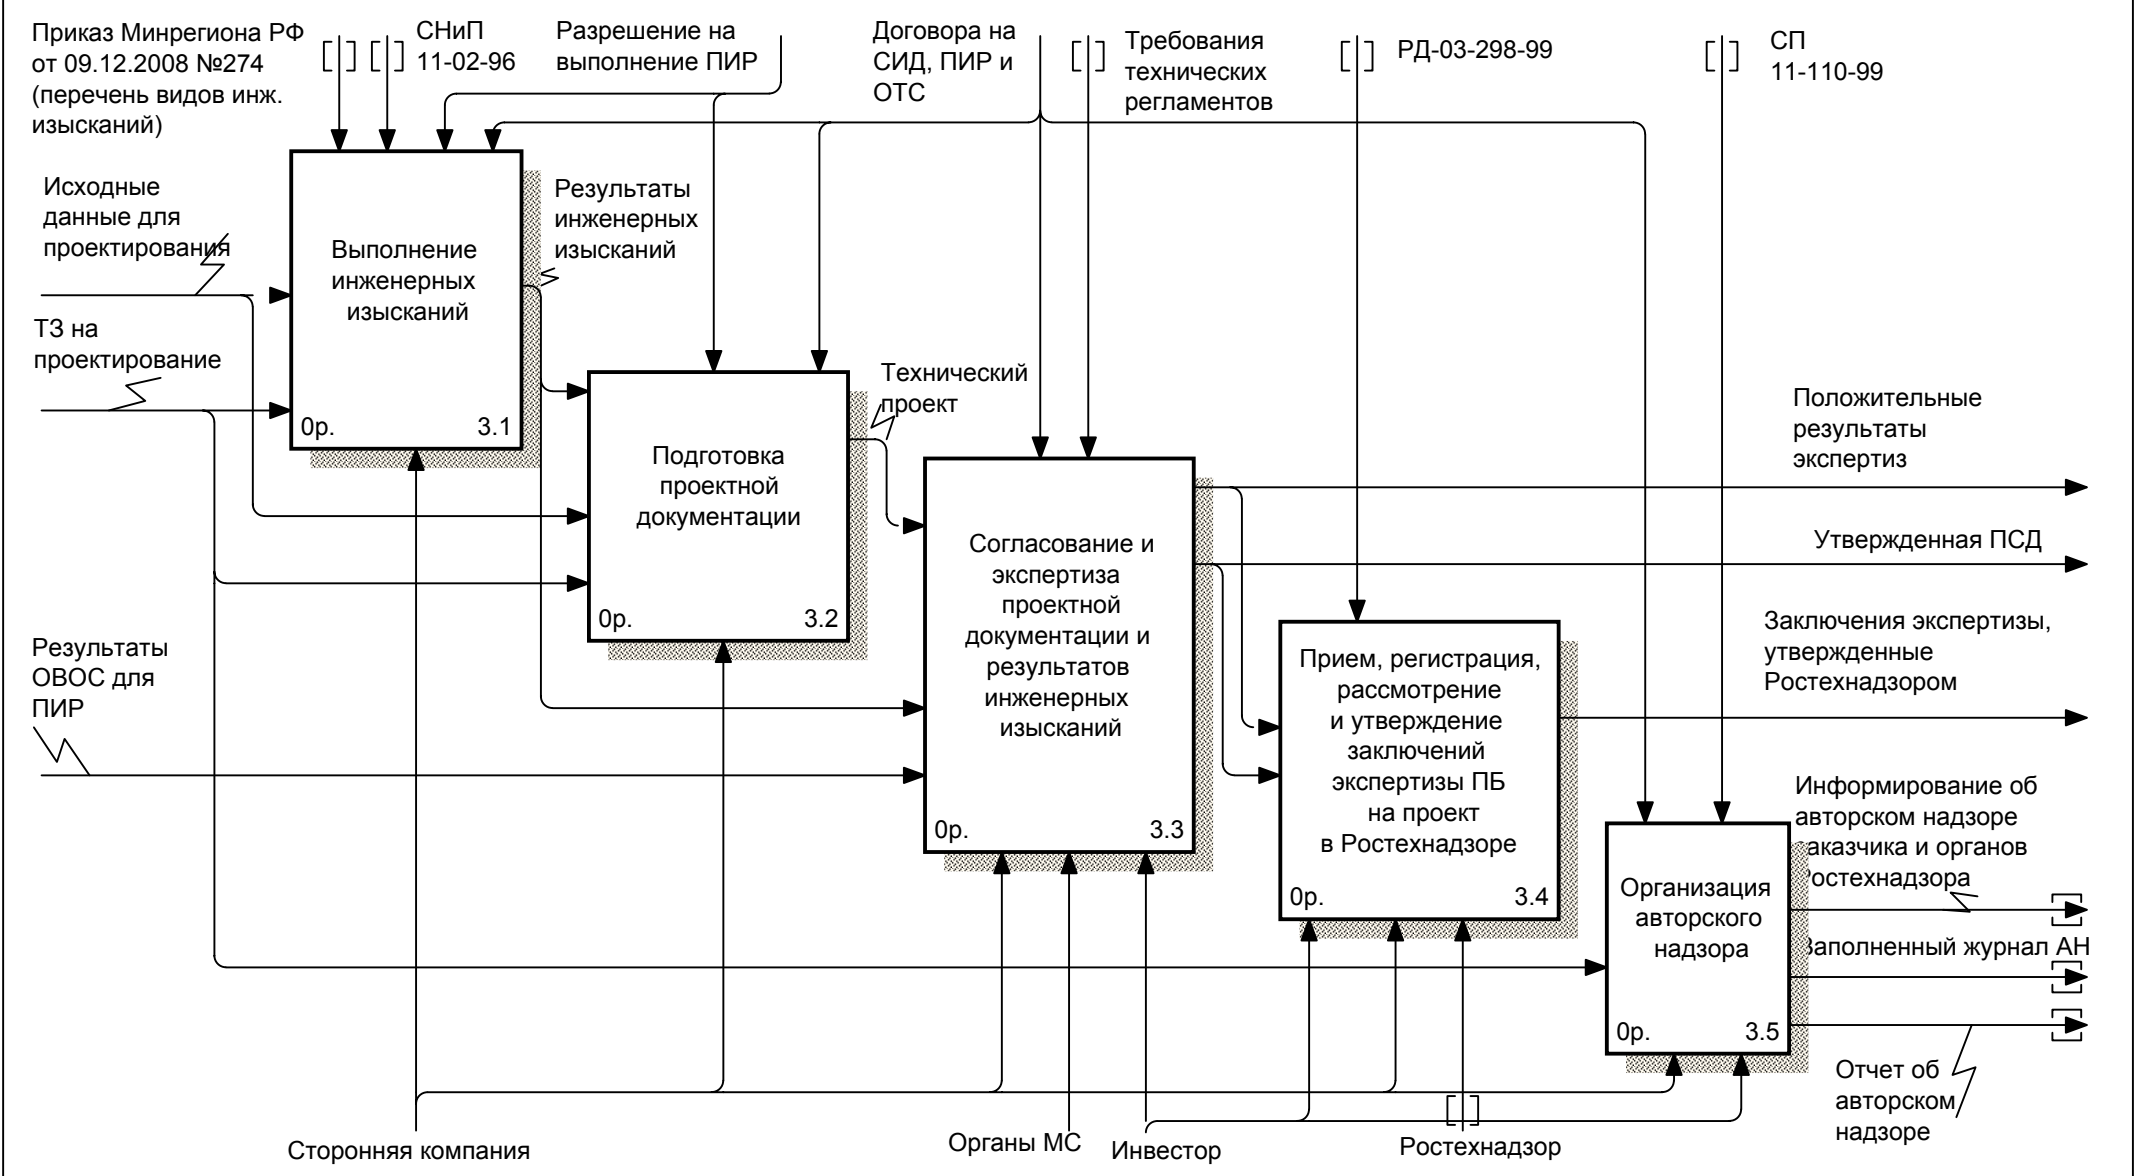 Приказ Минрегиона РФ
от 09.12.2008 №274
(перечень видов инж.
изысканий)
СНиП
11-02-96
Разрешение на
выполнение ПИР
Договора на
СИД, ПИР и
ОТС
Требования
технических
регламентов
РД-03-298-99
СП
11-110-99
Исходные
данные для
проектирования
ТЗ на
проектирование
Результаты
ОВОС для
ПИР
Выполнение
инженерных
изысканий
0р. 3.1
Результаты
инженерных
изысканий
Подготовка
проектной
документации
0р. 3.2
Технический
проект
Согласование и
экспертиза
проектной
документации и
результатов
инженерных
изысканий
0р. 3.3
Прием, регистрация,
рассмотрение
и утверждение
заключений
экспертизы ПБ
на проект
в Ростехнадзоре
0р. 3.4
Организация
авторского
надзора
0р. 3.5
Положительные
результаты
экспертиз
Утвержденная ПСД
Заключения экспертизы,
утвержденные
Ростехнадзором
Информирование об
авторском надзоре
заказчика и органов
Ростехнадзора
Заполненный журнал АН
Отчет об
авторском
надзоре
Сторонняя компания
Органы МС
Инвестор
Ростехнадзор